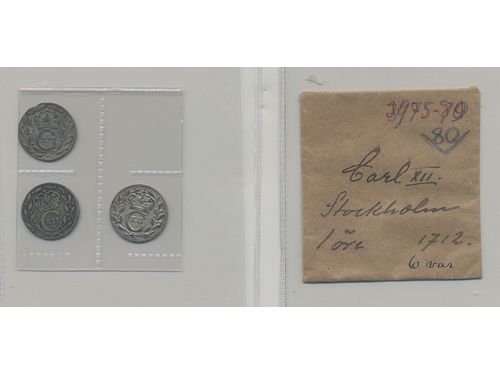 3975-80
80
Carl XII.
Stockholm
1 öre 1712.
6 var.